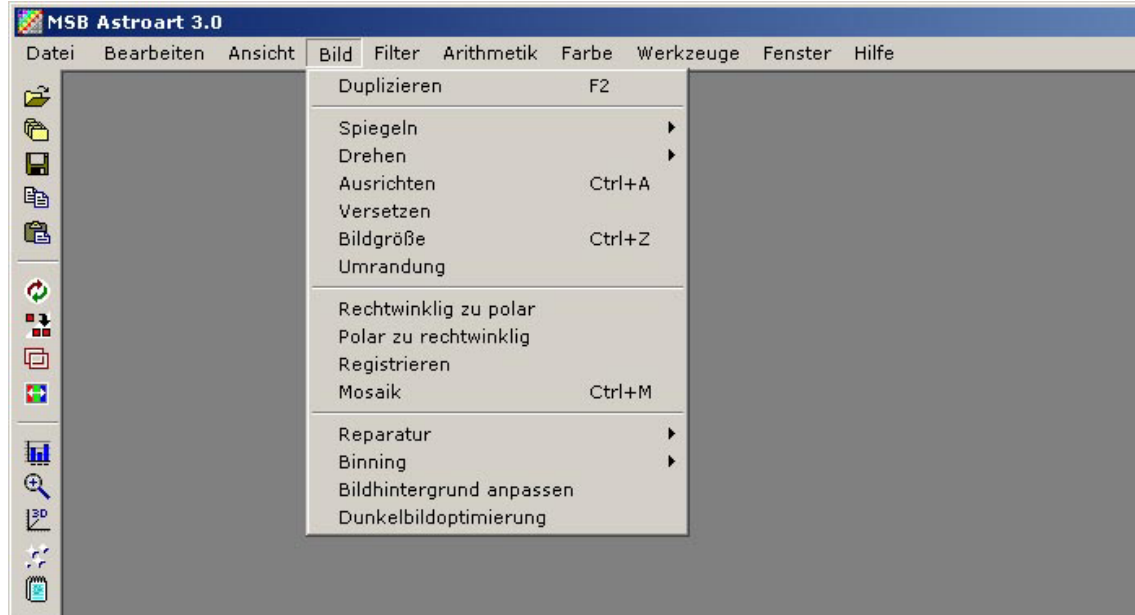 MSB Astroart 3.0
Datei Bearbeiten Ansicht Bild Filter Arithmetik Farbe Werkzeuge Fenster Hilfe
Duplizieren F2
Spiegeln
Drehen
Ausrichten Ctrl+A
Versetzen
Bildgröße Ctrl+Z
Umrandung
Rechtwinklig zu polar
Polar zu rechtwinklig
Registrieren
Mosaik Ctrl+M
Reparatur
Binning
Bildhintergrund anpassen
Dunkelbildoptimierung
3D